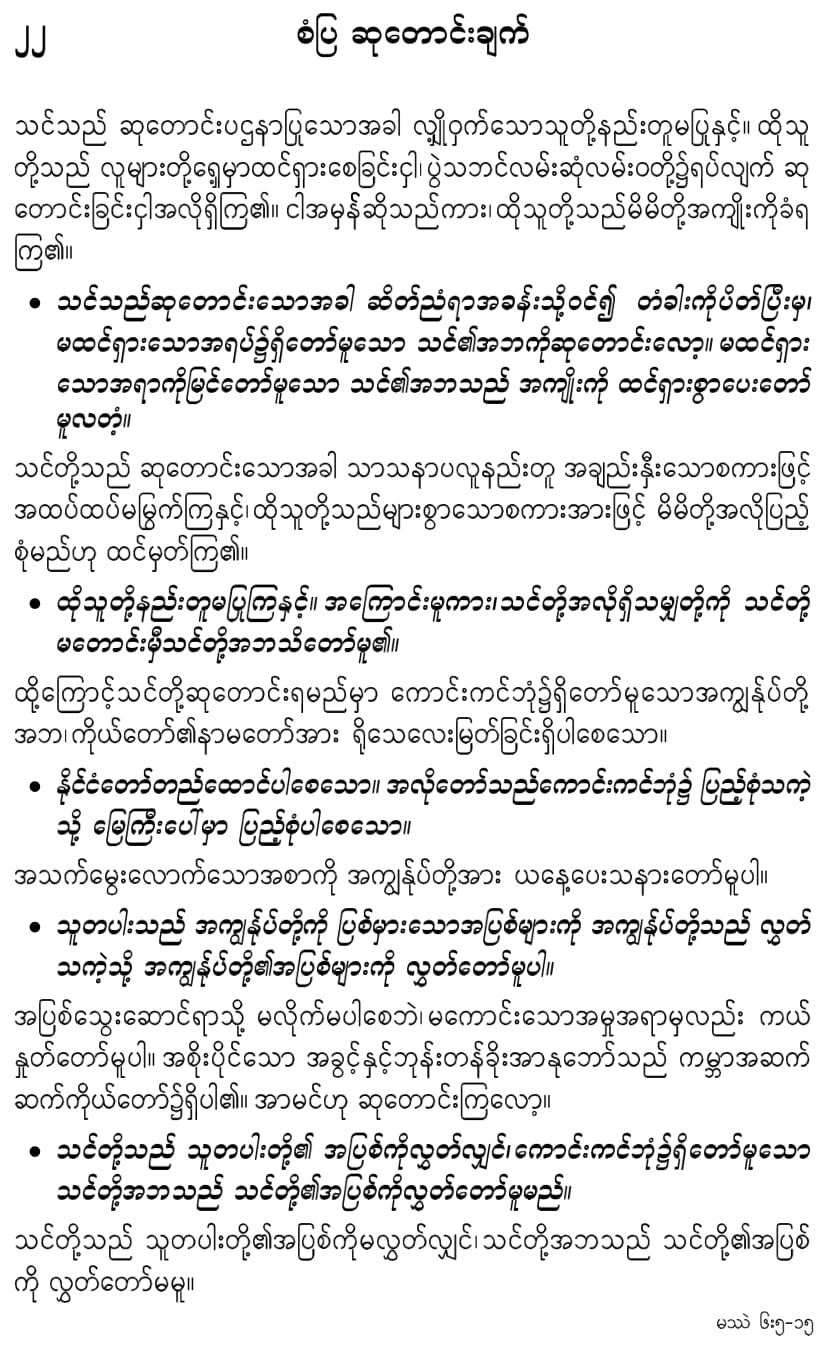 ၂၂
စံပြ ဆုတောင်းချက်
သင်သည် ဆုတောင်းပဌနာပြုသောအခါ လျှို့ဝှက်သောသူတို့နည်းတူမပြုနှင့်။ ထိုသူ
တို့သည် လူများတို့ရှေ့မှာထင်ရှားစေခြင်းငှါ၊ ပွဲသဘင်လမ်းဆုံလမ်းဝတို့၌ရပ်လျက် ဆု
တောင်းခြင်းငှါအလိုရှိကြ၏။ ငါအမှန်ဆိုသည်ကား၊ ထိုသူတို့သည်မိမိတို့အကျိုးကိုခံရ
ကြ၏။
• သင်သည်ဆုတောင်းသောအခါ ဆိတ်ညံရာအခန်းသို့ဝင်၍ တံခါးကိုပိတ်ပြီးမှ၊
မထင်ရှားသောအရပ်၌ရှိတော်မူသော သင်၏အဘကိုဆုတောင်းလော့။ မထင်ရှား
သောအရာကိုမြင်တော်မူသော သင်၏အဘသည် အကျိုးကို ထင်ရှားစွာပေးတော်
မူလတံ့။
သင်တို့သည် ဆုတောင်းသောအခါ သာသနာပလူနည်းတူ အချည်းနှီးသောစကားဖြင့်
အထပ်ထပ်မမြွက်ကြနှင့်၊ ထိုသူတို့သည်များစွာသောစကားအားဖြင့် မိမိတို့အလိုပြည့်
စုံမည်ဟု ထင်မှတ်ကြ၏။
• ထိုသူတို့နည်းတူမပြုကြနှင့်။ အကြောင်းမူကား၊ သင်တို့အလိုရှိသမျှတို့ကို သင်တို့
မတောင်းမှီသင်တို့အဘသိတော်မူ၏။
ထို့ကြောင့်သင်တို့ဆုတောင်းရမည်မှာ ကောင်းကင်ဘုံ၌ရှိတော်မူသောအကျွန်ုပ်တို့
အဘ၊ ကိုယ်တော်၏နာမတော်အား ရိုသေလေးမြတ်ခြင်းရှိပါစေသော။
• နိုင်ငံတော်တည်ထောင်ပါစေသော။ အလိုတော်သည်ကောင်းကင်ဘုံ၌ ပြည့်စုံသကဲ့
သို့ မြေကြီးပေါ်မှာ ပြည့်စုံပါစေသော။
အသက်မွေးလောက်သောအစာကို အကျွန်ုပ်တို့အား ယနေ့ပေးသနားတော်မူပါ။
• သူတပါးသည် အကျွန်ုပ်တို့ကို ပြစ်မှားသောအပြစ်များကို အကျွန်ုပ်တို့သည် လွှတ်
သကဲ့သို့ အကျွန်ုပ်တို့၏အပြစ်များကို လွှတ်တော်မူပါ။
အပြစ်သွေးဆောင်ရာသို့ မလိုက်မပါစေဘဲ၊ မကောင်းသောအမှုအရာမှလည်း ကယ်
နှုတ်တော်မူပါ။ အစိုးပိုင်သော အခွင့်နှင့်ဘုန်းတန်ခိုးအာနုဘော်သည် ကမ္ဘာအဆက်
ဆက်ကိုယ်တော်၌ရှိပါ၏။ အာမင်ဟု ဆုတောင်းကြလော့။
• သင်တို့သည် သူတပါးတို့၏ အပြစ်ကိုလွှတ်လျှင်၊ ကောင်းကင်ဘုံ၌ရှိတော်မူသော
သင်တို့အဘသည် သင်တို့၏အပြစ်ကိုလွှတ်တော်မူမည်။
သင်တို့သည် သူတပါးတို့၏အပြစ်ကိုမလွှတ်လျှင်၊ သင်တို့အဘသည် သင်တို့၏အပြစ်
ကို လွှတ်တော်မမူ။
မဿဲ ၆း၅-၁၅